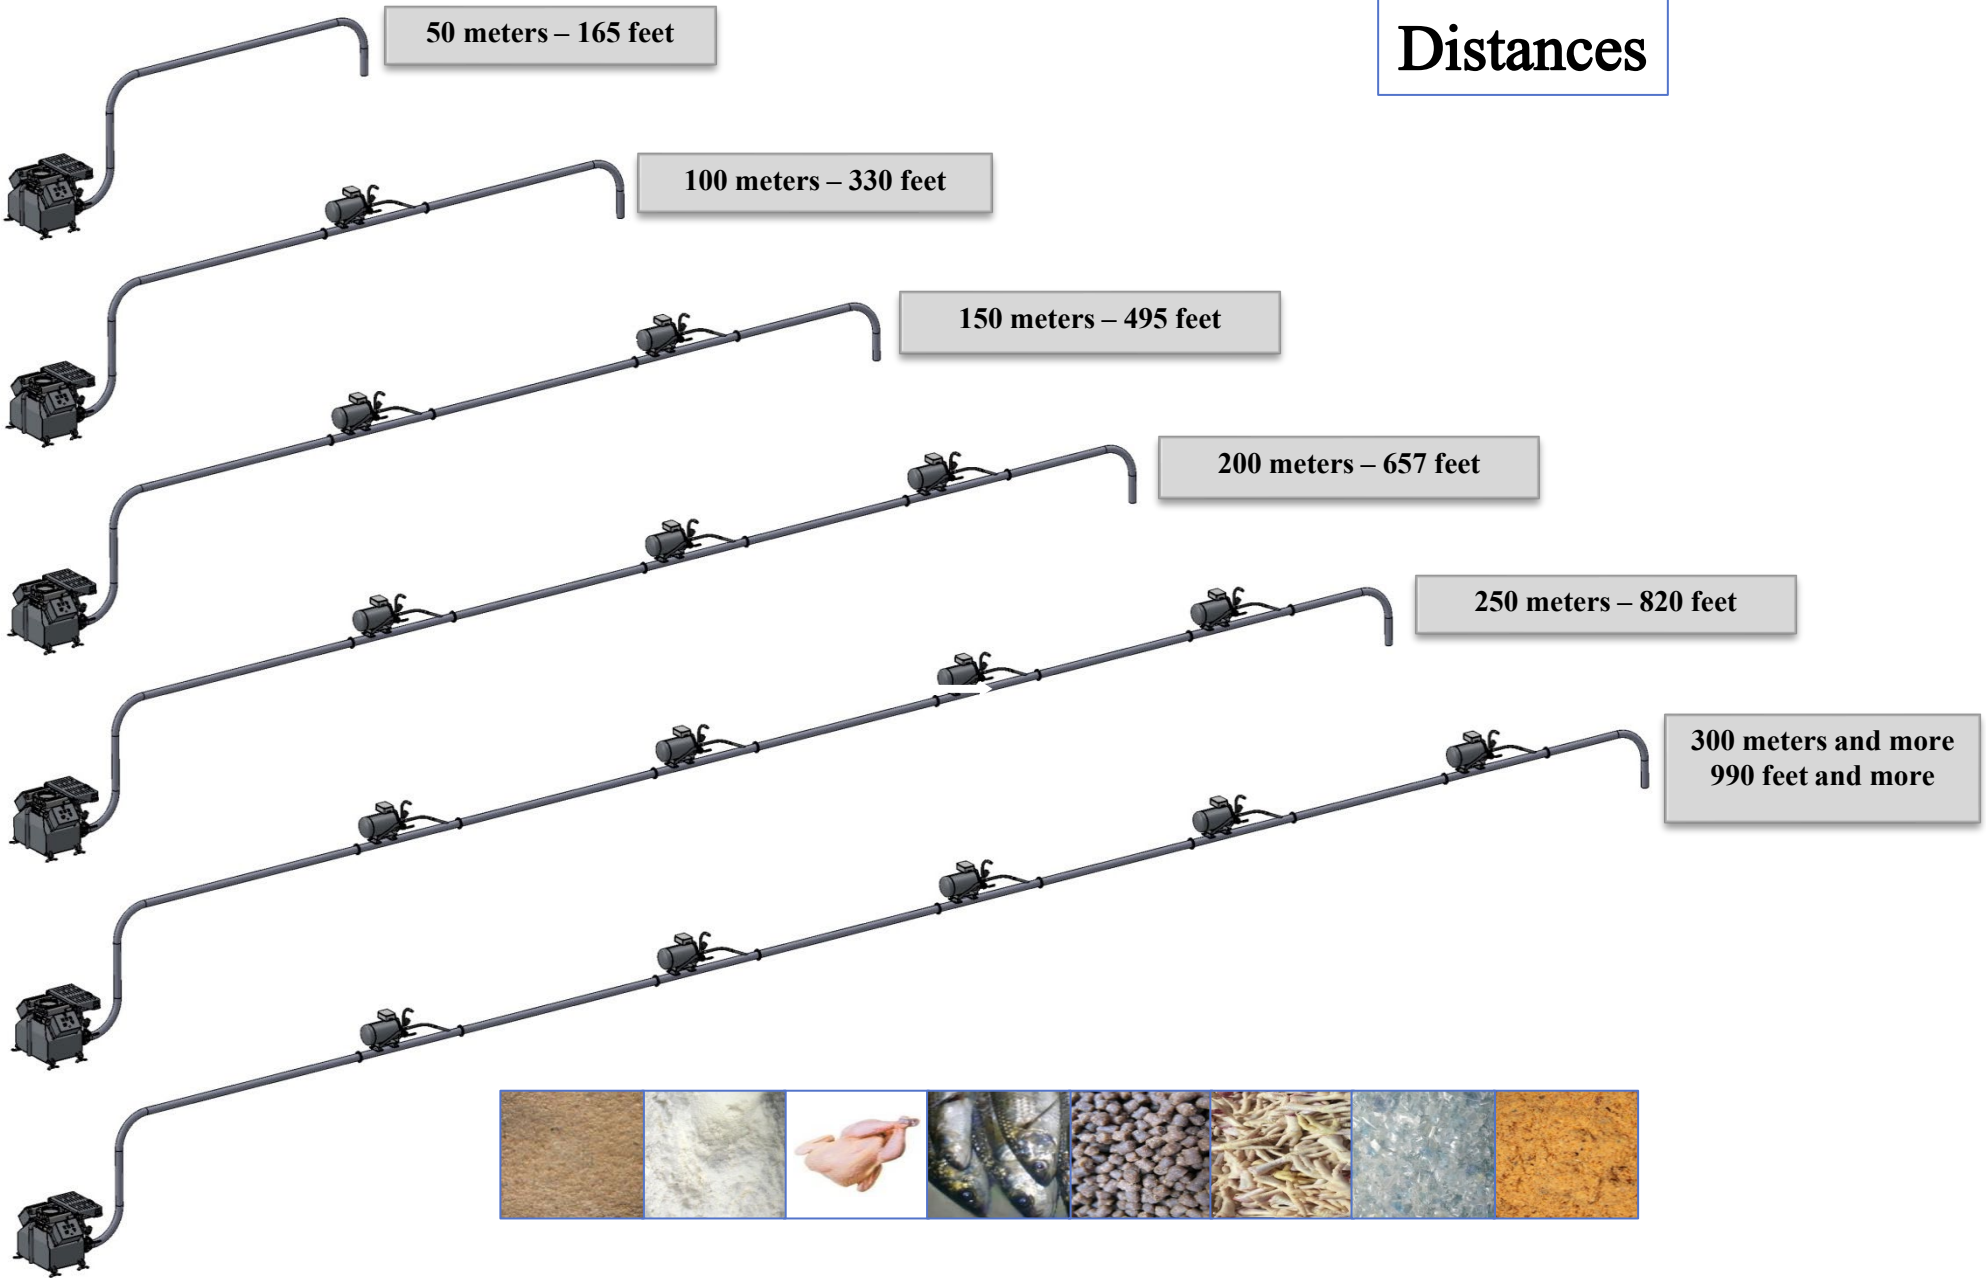 Distances
50 meters – 165 feet
100 meters – 330 feet
150 meters – 495 feet
200 meters – 657 feet
250 meters – 820 feet
300 meters and more
990 feet and more